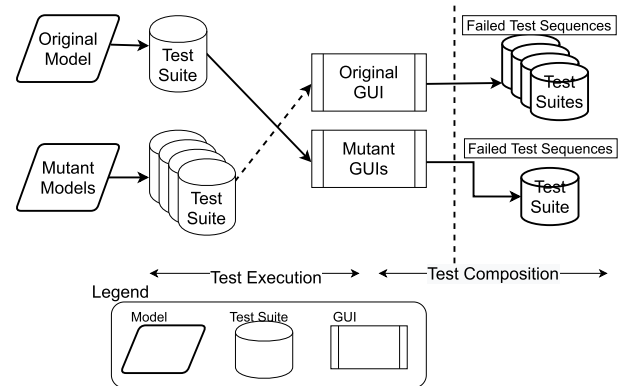 Original
Model
Test
Suite
Original
GUI
Failed Test Sequences
Test
Suites
Mutant
Models
Test
Suite
Mutant
GUIs
Failed Test Sequences
Test
Suite
Test Execution
Test Composition
Legend
Model
Test Suite
GUI